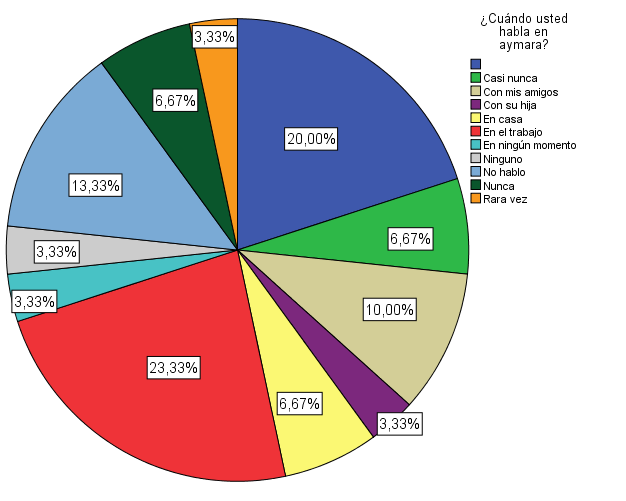 ¿Cuándo usted
habla en
aymara?
Casi nunca
Con mis amigos
Con su hija
En casa
En el trabajo
En ningún momento
Ninguno
No hablo
Nunca
Rara vez
3,33%
20,00%
6,67%
10,00%
3,33%
6,67%
23,33%
3,33%
3,33%
13,33%
6,67%